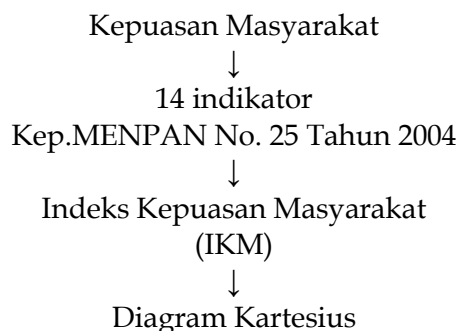 Kepuasan Masyarakat
↓
14 indikator
Kep.MENPAN No. 25 Tahun 2004
↓
Indeks Kepuasan Masyarakat
(IKM)
↓
Diagram Kartesius